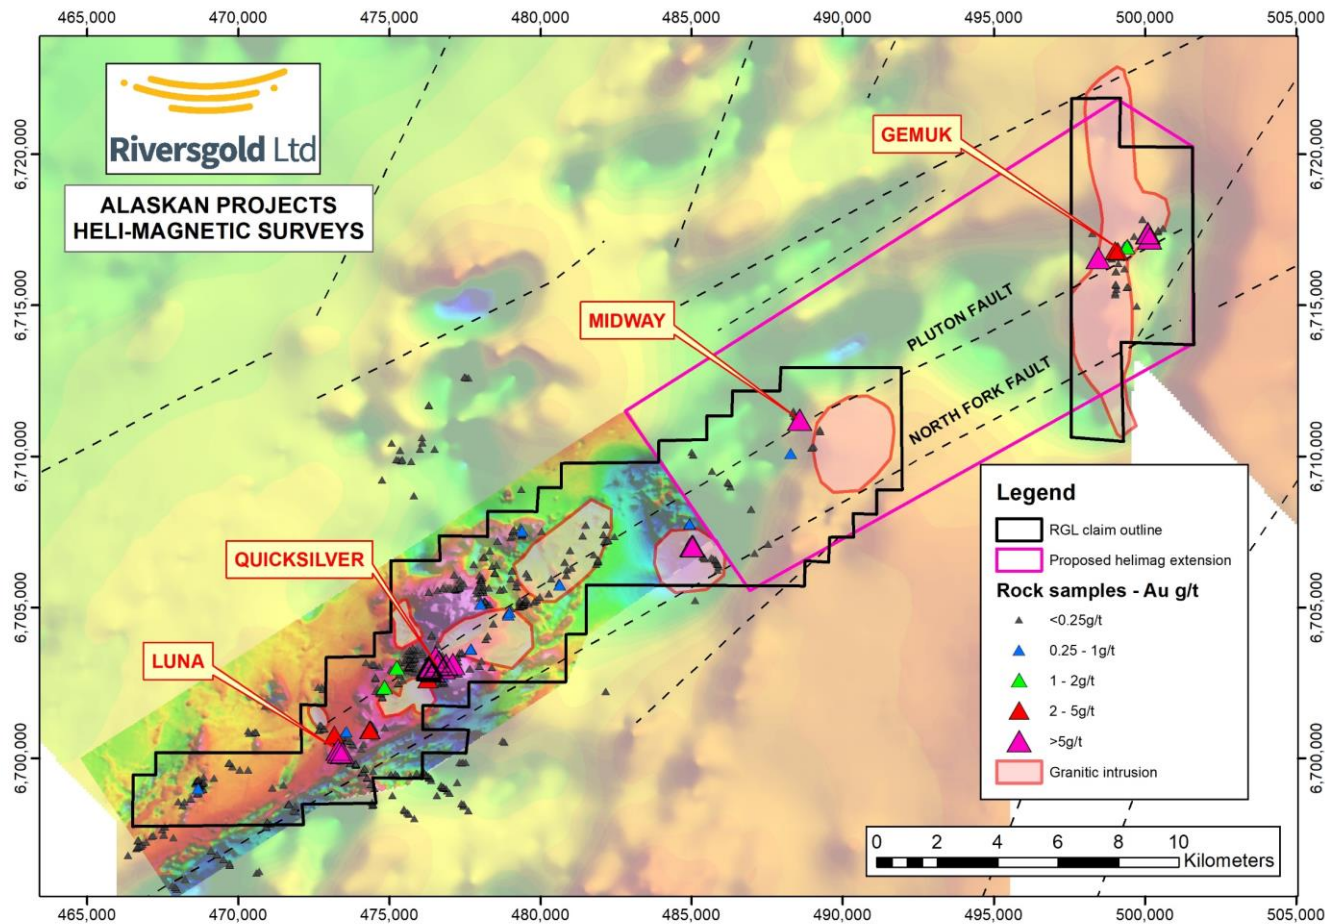 465,000 470,000 475,000 480,000 485,000 490,000 495,000 500,000 505,000
Riversgold Ltd
ALASKAN PROJECTS
HELI-MAGNETIC SURVEYS
GEMUK
MIDWAY
QUICKSILVER
LUNA
PLUTON FAULT
NORTH FORK FAULT
6,720,000
6,715,000
6,710,000
6,705,000
6,700,000
6,720,000
6,715,000
6,710,000
6,705,000
6,700,000
Legend
RGL claim outline
Proposed helimag extension
Rock samples - Au g/t
<0.25g/t
0.25 - 1g/t
1 - 2g/t
2 - 5g/t
>5g/t
Granitic intrusion
0 2 4 6 8 10
Kilometers
465,000 470,000 475,000 480,000 485,000 490,000 495,000 500,000 505,000